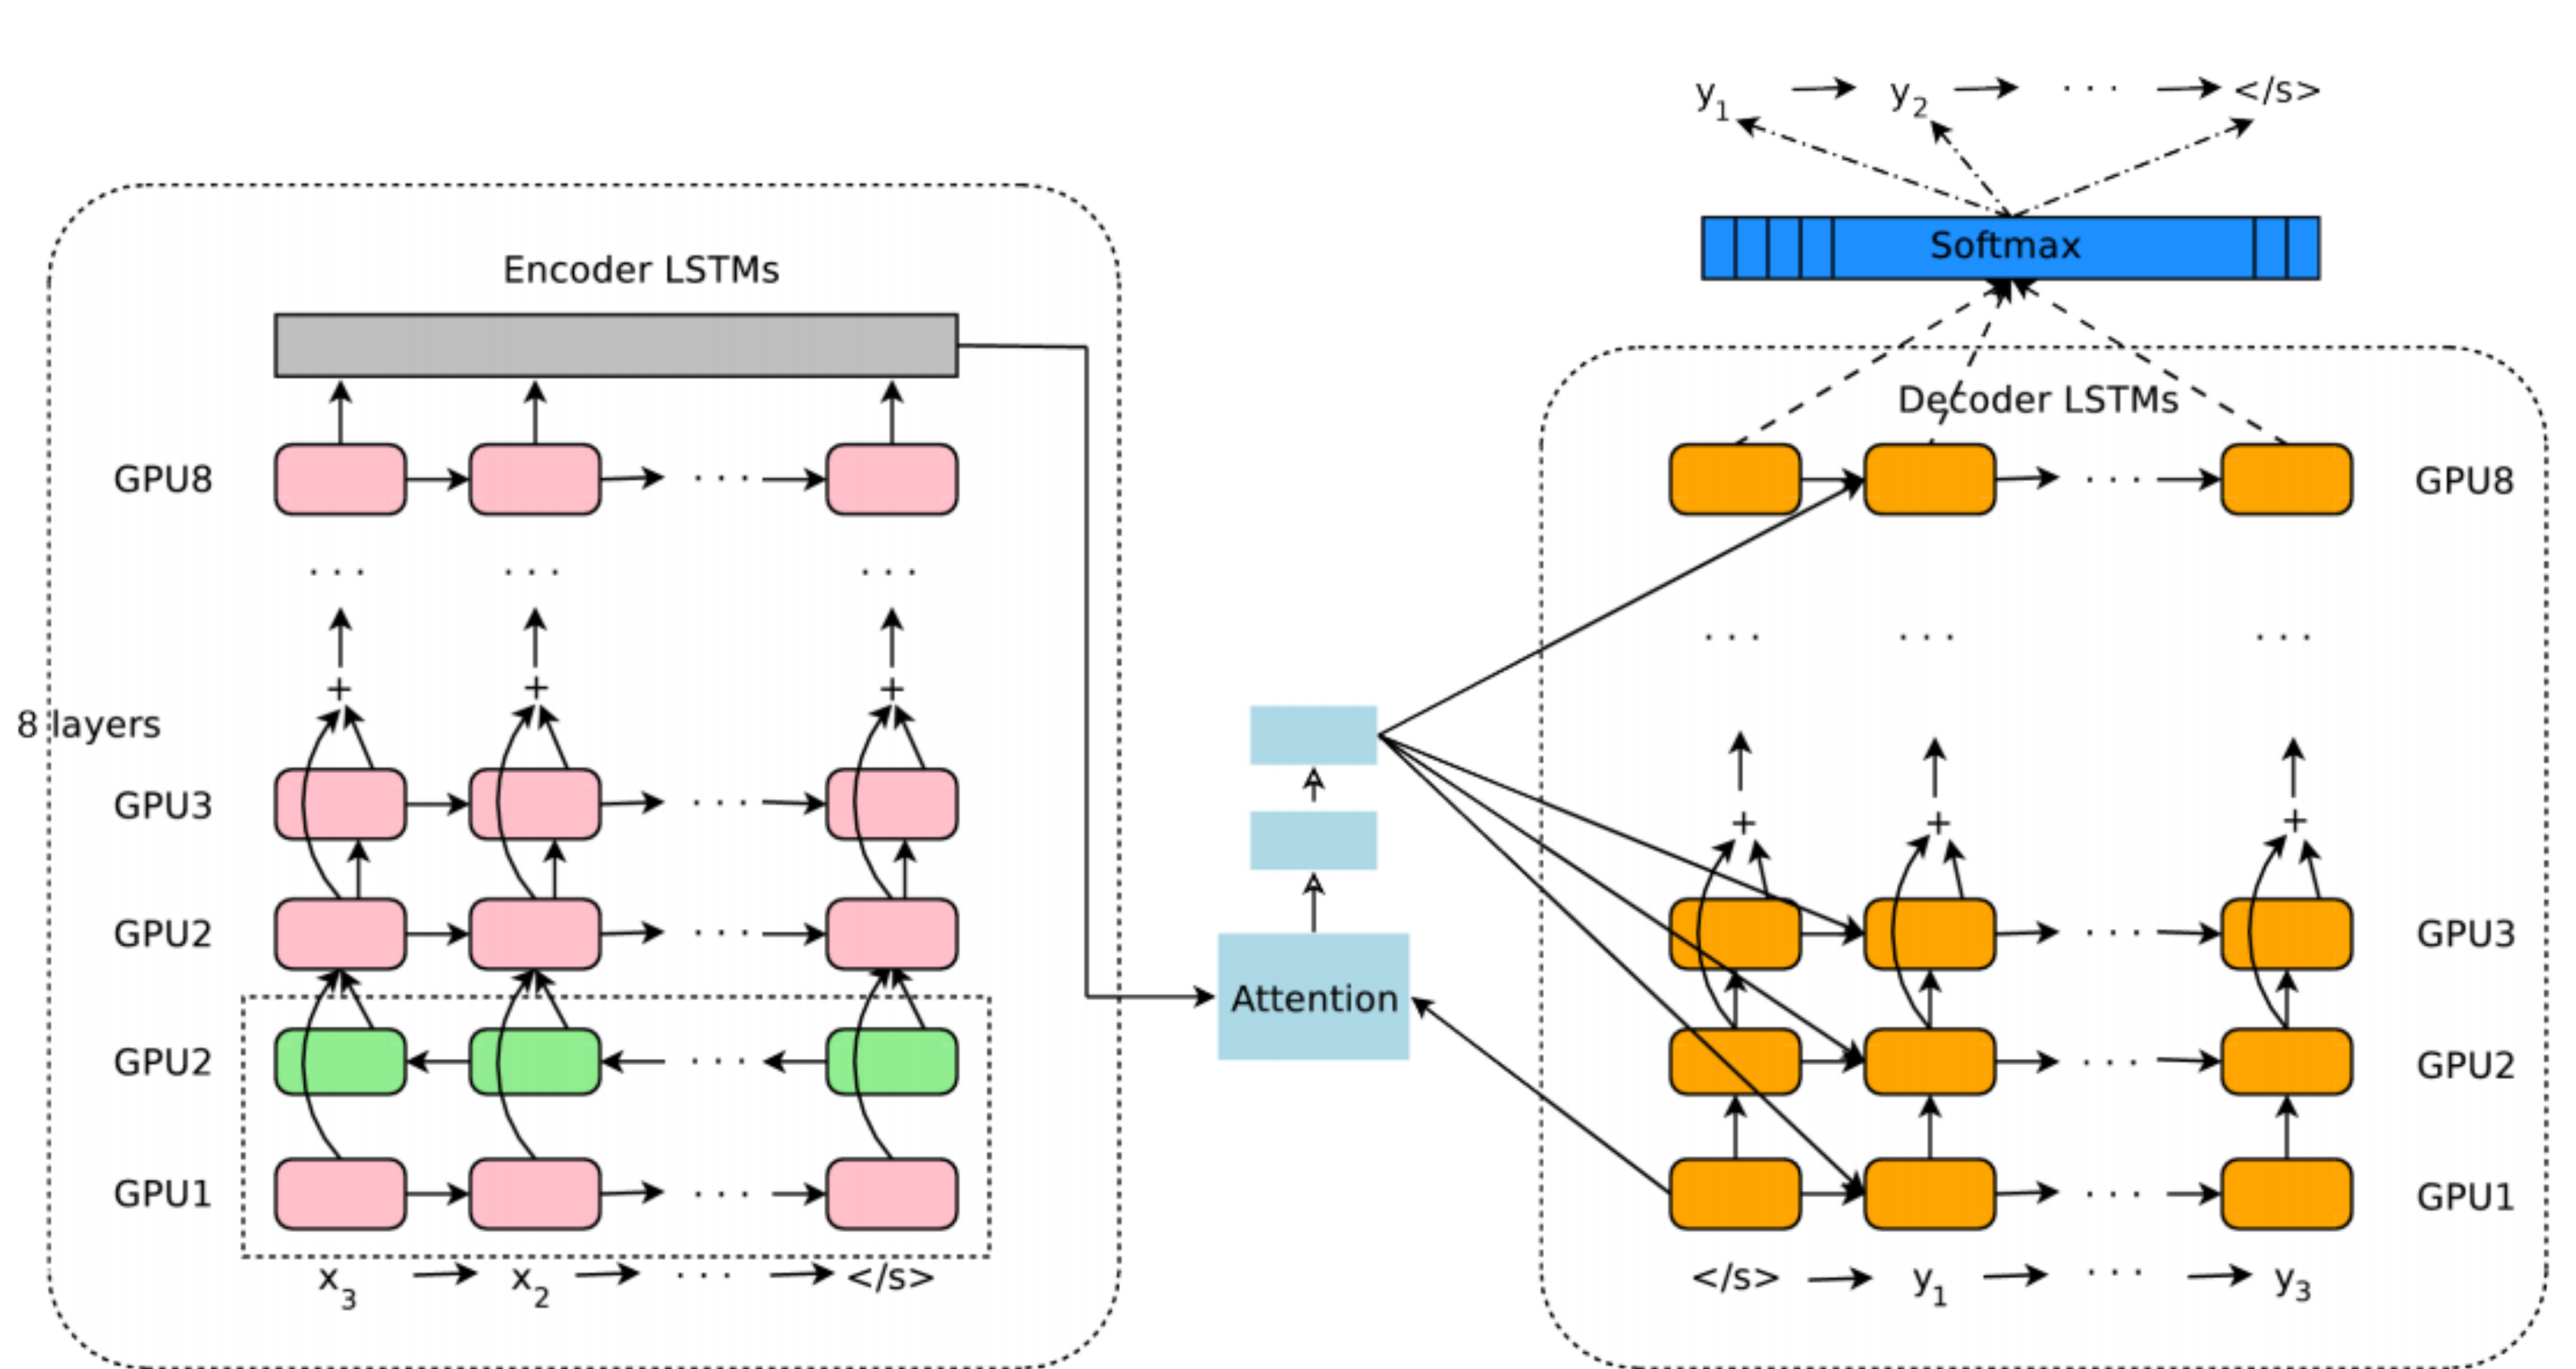 y1 → y2 → ... → </s>
Softmax
Encoder LSTMs
GPU8
...
...
...
...
+
+
+
8 layers
GPU3
...
GPU2
...
GPU2
...
GPU1
...
x3 → x2 → ... → </s>
Attention
Decoder LSTMs
...
GPU8
...
...
...
+
+
+
...
GPU3
...
GPU2
...
GPU1
</s> → y1 → ... → y3